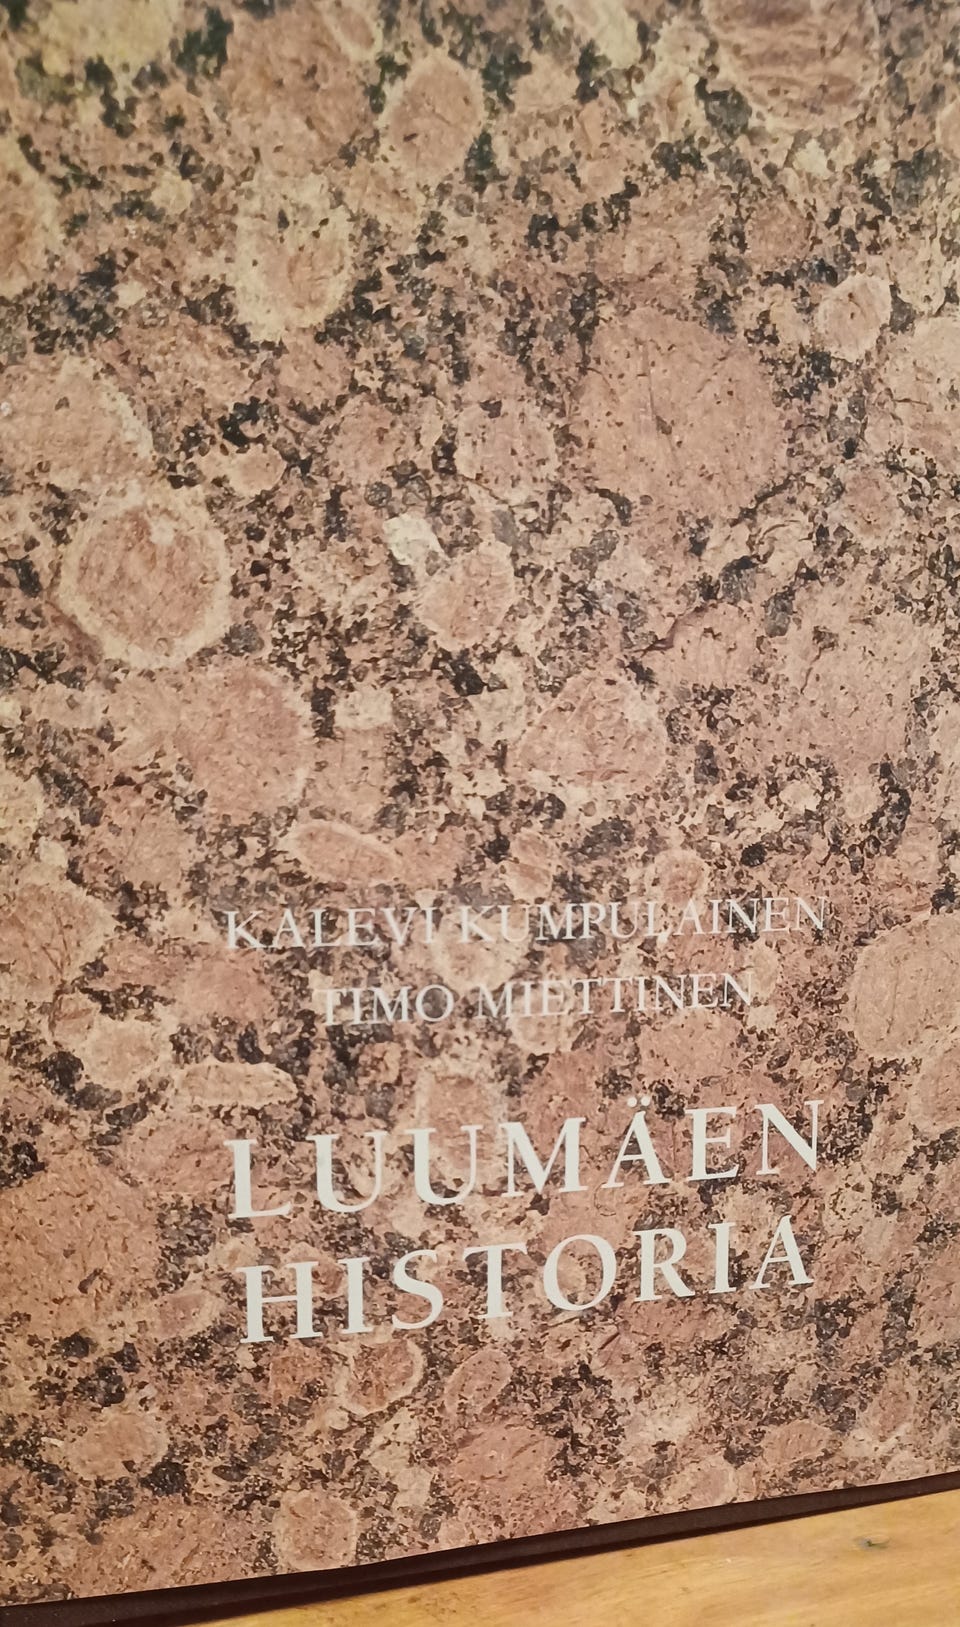 KALEVI KUMPULAINEN
TIMO MIETTINEN
LUUMÄEN
HISTORIA